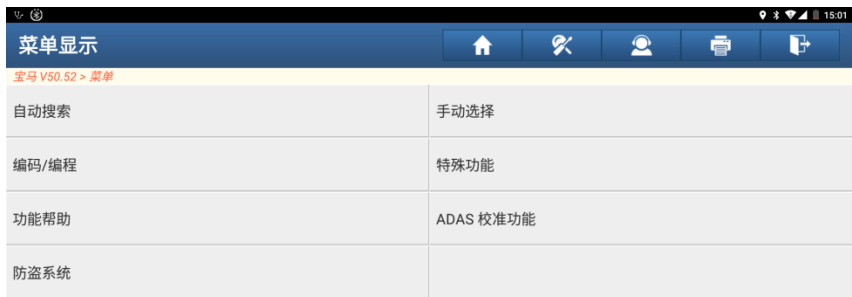 15:01
菜单显示
宝马 V50.52 > 菜单
自动搜索
手动选择
编码/编程
特殊功能
功能帮助
ADAS 校准功能
防盗系统